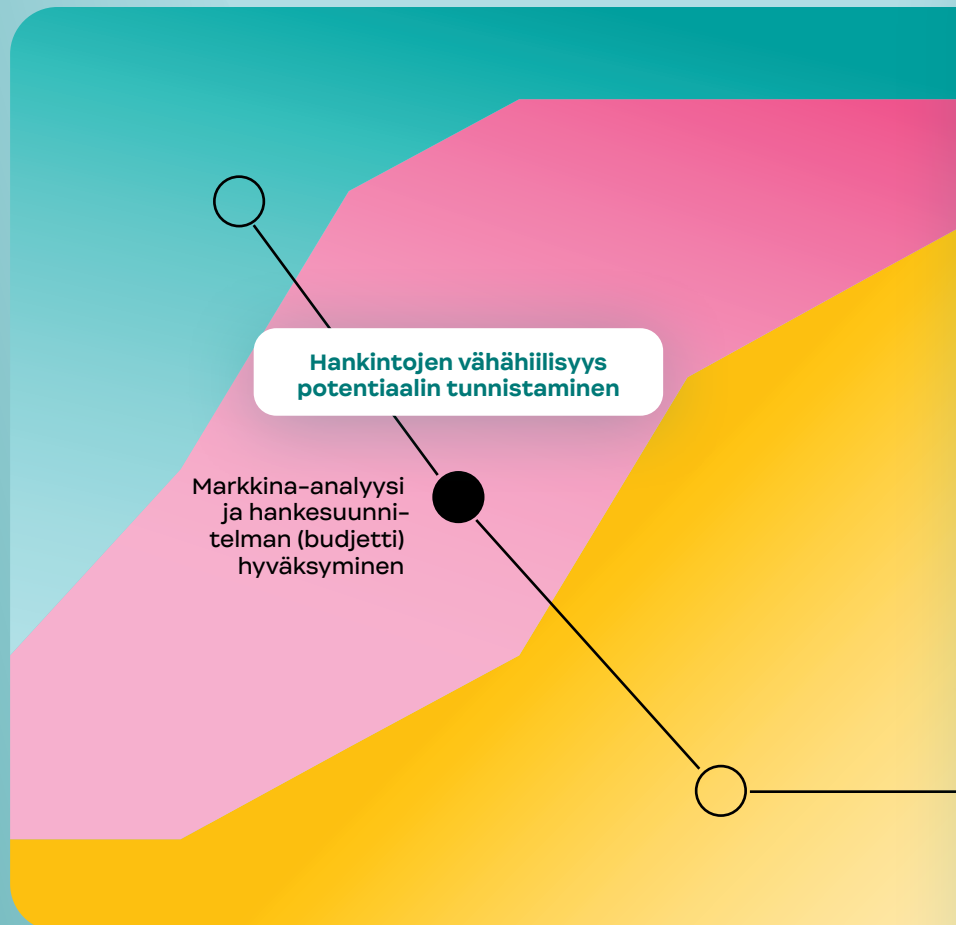 Hankintojen vähähiilisyys
potentiaalin tunnistaminen
Markkina-analyysi
ja hankesuunni-
telman (budjetti)
hyväksyminen